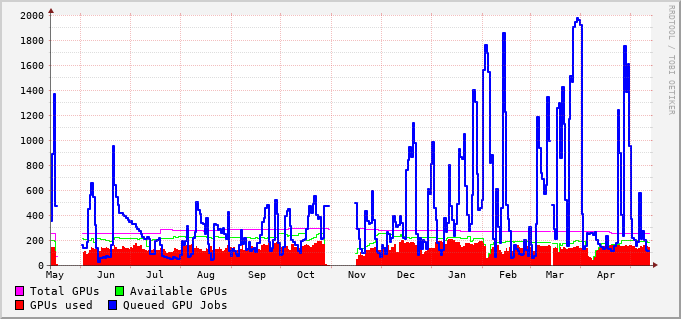 2000
1800
1600
1400
1200
1000
800
600
400
200
0
May Jun Jul Aug Sep Oct Nov Dec Jan Feb Mar Apr
Total GPUs Available GPUs
GPUs used Queued GPU Jobs
RRDTOOL / TOBI OETIKER